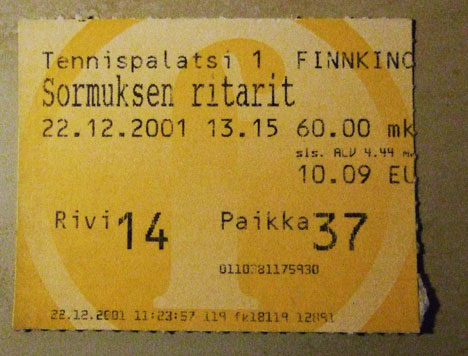 Tennispalatsi 1 FINNKINO
Sormuksen ritarit
22.12.2001 13.15 60.00 mk
sis. ALV 4.44 m
10.09 EU
Rivi 14 Paikka 37
22.12.2001 11:23:57 119